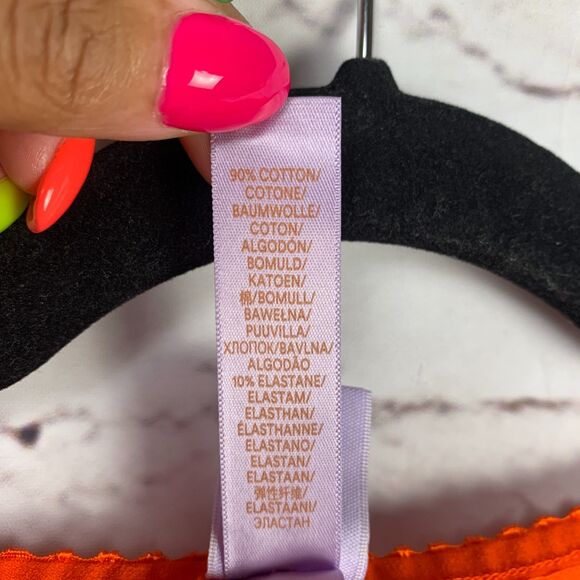 90% COTTON/
COTONE/
BAUMWOLLE/
COTON/
ALGODÓN/
BOMULD/
KATOEN/
棉/BOMULL/
BAWEŁNA/
PUUVILLA/
ХЛОПОК/BAVLNA/
ALGODÃO
10% ELASTANE/
ELASTAM/
ELASTHAN/
ÉLASTHANNE/
ELASTANO/
ELASTAN/
ELASTAAN/
弹性纤维/
ELASTAANI/
ЭЛАСТАН